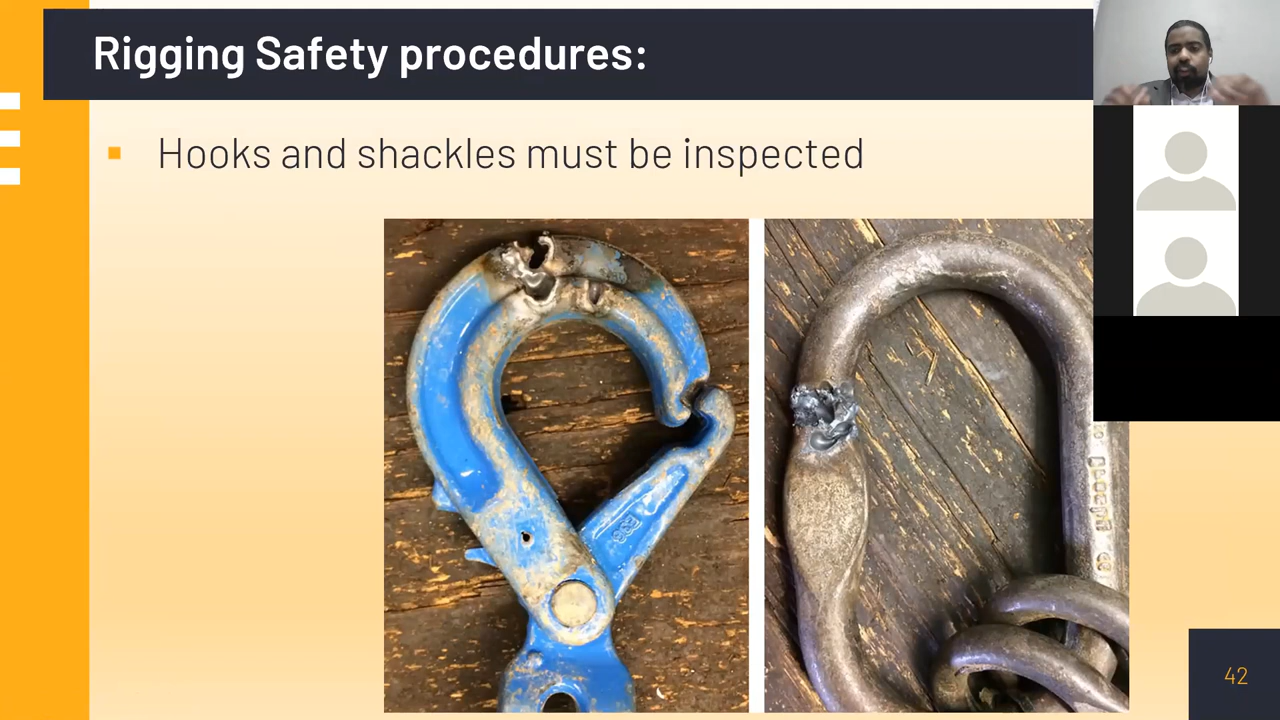 Rigging Safety procedures:
Hooks and shackles must be inspected
42